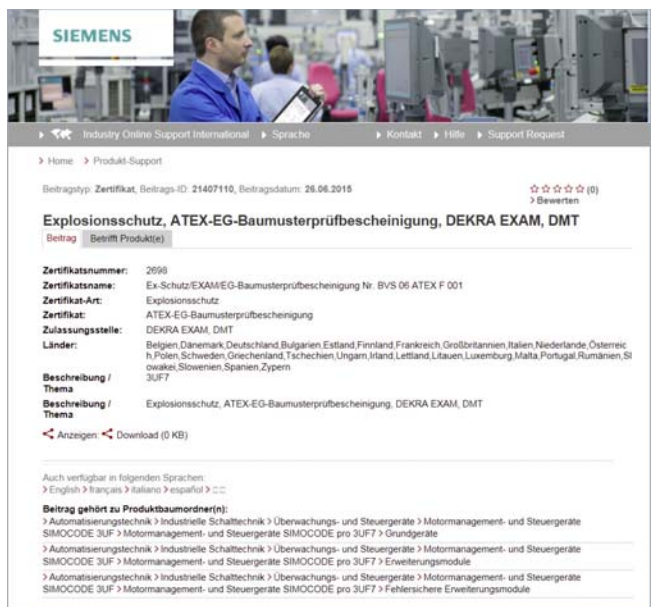 SIEMENS
Industry Online Support International Sprache Kontakt Hilfe Support Request
> Home > Produkt-Support
Beitragstyp: Zertifikat, Beitrags-ID: 21407110, Beitragsdatum: 26.06.2015
(0)
> Bewerten
Explosionsschutz, ATEX-EG-Baumusterprüfbescheinigung, DEKRA EXAM, DMT
Beitrag Betrifft Produkt(e)
Zertifikatsnummer: 2698
Zertifikatsname: Ex-Schutz/EXAM/EG-Baumusterprüfbescheinigung Nr. BVS 06 ATEX F 001
Zertifikat-Art: Explosionsschutz
Zertifikat: ATEX-EG-Baumusterprüfbescheinigung
Zulassungsstelle: DEKRA EXAM, DMT
Länder: Belgien,Dänemark,Deutschland,Bulgarien,Estland,Finnland,Frankreich,Großbritannien,Italien,Niederlande,Österreic
h,Polen,Schweden,Griechenland,Tschechien,Ungarn,Irland,Lettland,Litauen,Luxemburg,Malta,Portugal,Rumänien,Sl
owakei,Slowenien,Spanien,Zypern
Beschreibung / 3UF7
Thema
Beschreibung / Explosionsschutz, ATEX-EG-Baumusterprüfbescheinigung, DEKRA EXAM, DMT
Thema
Anzeigen: Download (0 KB)
Auch verfügbar in folgenden Sprachen:
> English > français > italiano > español >
Beitrag gehört zu Produktbaumordner(n):
> Automatisierungstechnik > Industrielle Schalttechnik > Überwachungs- und Steuergeräte > Motormanagement- und Steuergeräte
SIMOCODE 3UF > Motormanagement- und Steuergeräte SIMOCODE pro 3UF7 > Grundgeräte
> Automatisierungstechnik > Industrielle Schalttechnik > Überwachungs- und Steuergeräte > Motormanagement- und Steuergeräte
SIMOCODE 3UF > Motormanagement- und Steuergeräte SIMOCODE pro 3UF7 > Erweiterungsmodule
> Automatisierungstechnik > Industrielle Schalttechnik > Überwachungs- und Steuergeräte > Motormanagement- und Steuergeräte
SIMOCODE 3UF > Motormanagement- und Steuergeräte SIMOCODE pro 3UF7 > Fehlersichere Erweiterungsmodule